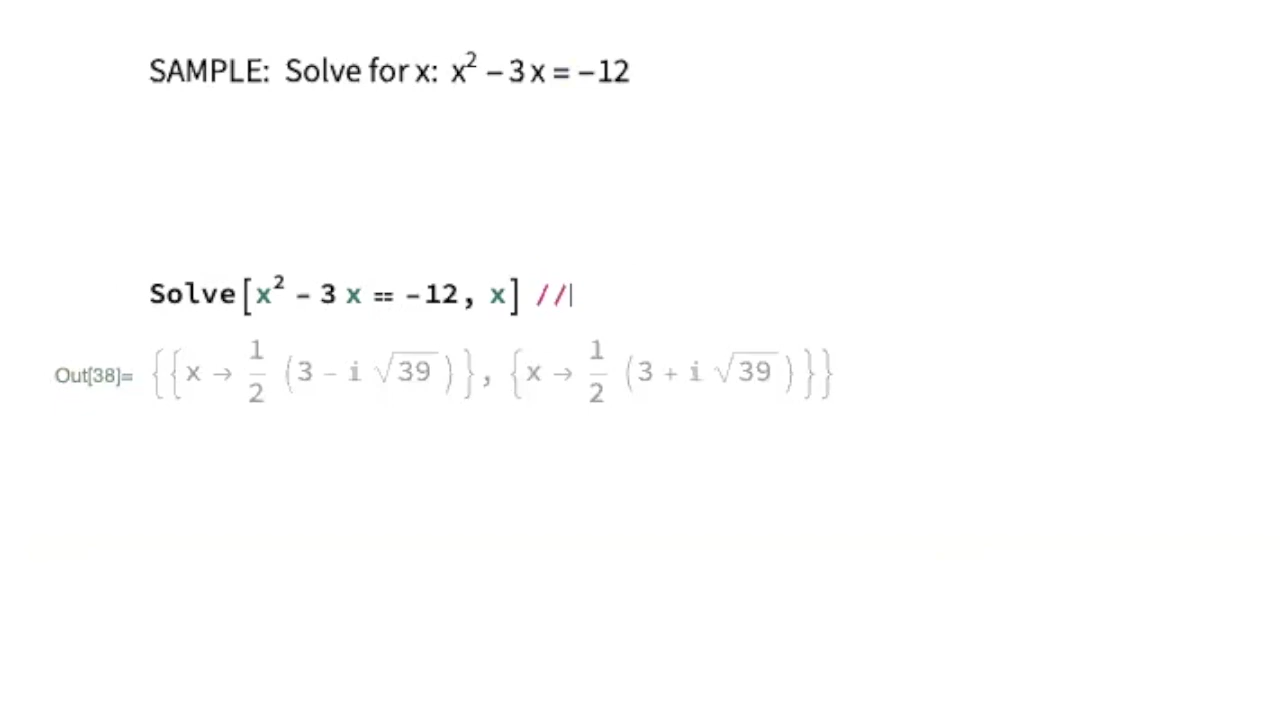 SAMPLE: Solve for x: x² – 3 x = –12
Solve[x² - 3 x == -12, x] //
Out[38]= {{x → 1/2 (3 - i √39)}, {x → 1/2 (3 + i √39)}}